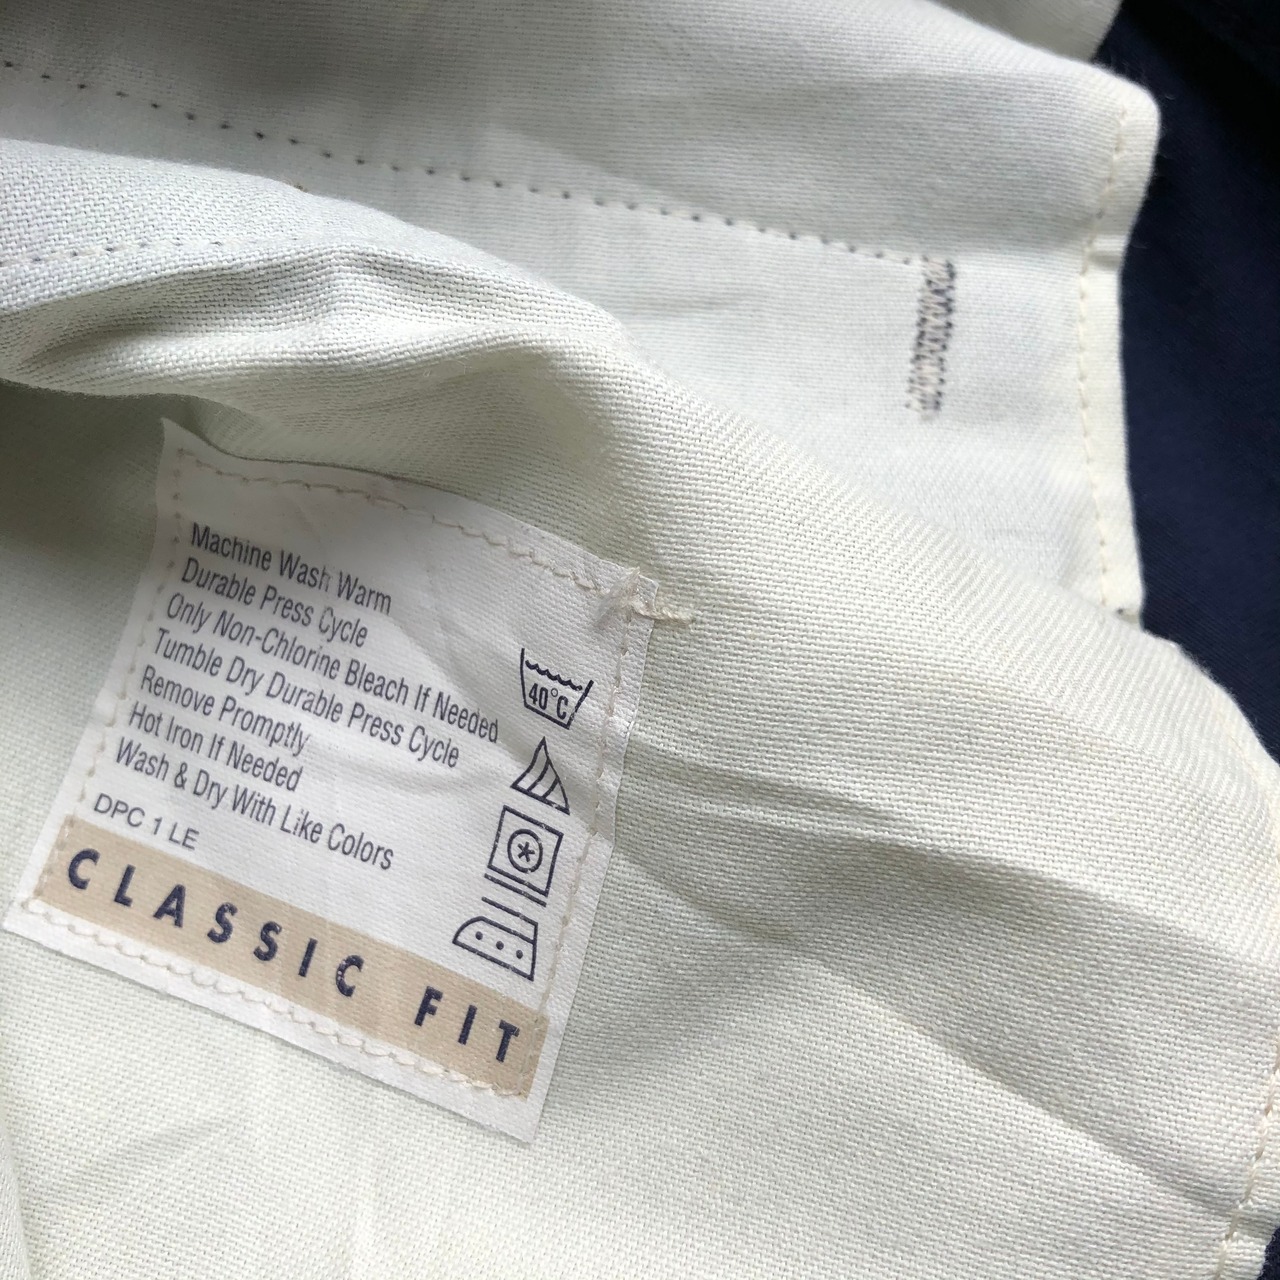 Machine Wash Warm
Durable Press Cycle
Only Non-Chlorine Bleach If Needed
Tumble Dry Durable Press Cycle
Remove Promptly
Hot Iron If Needed
Wash & Dry With Like Colors
DPC 1 LE
40°C
CLASSIC FIT